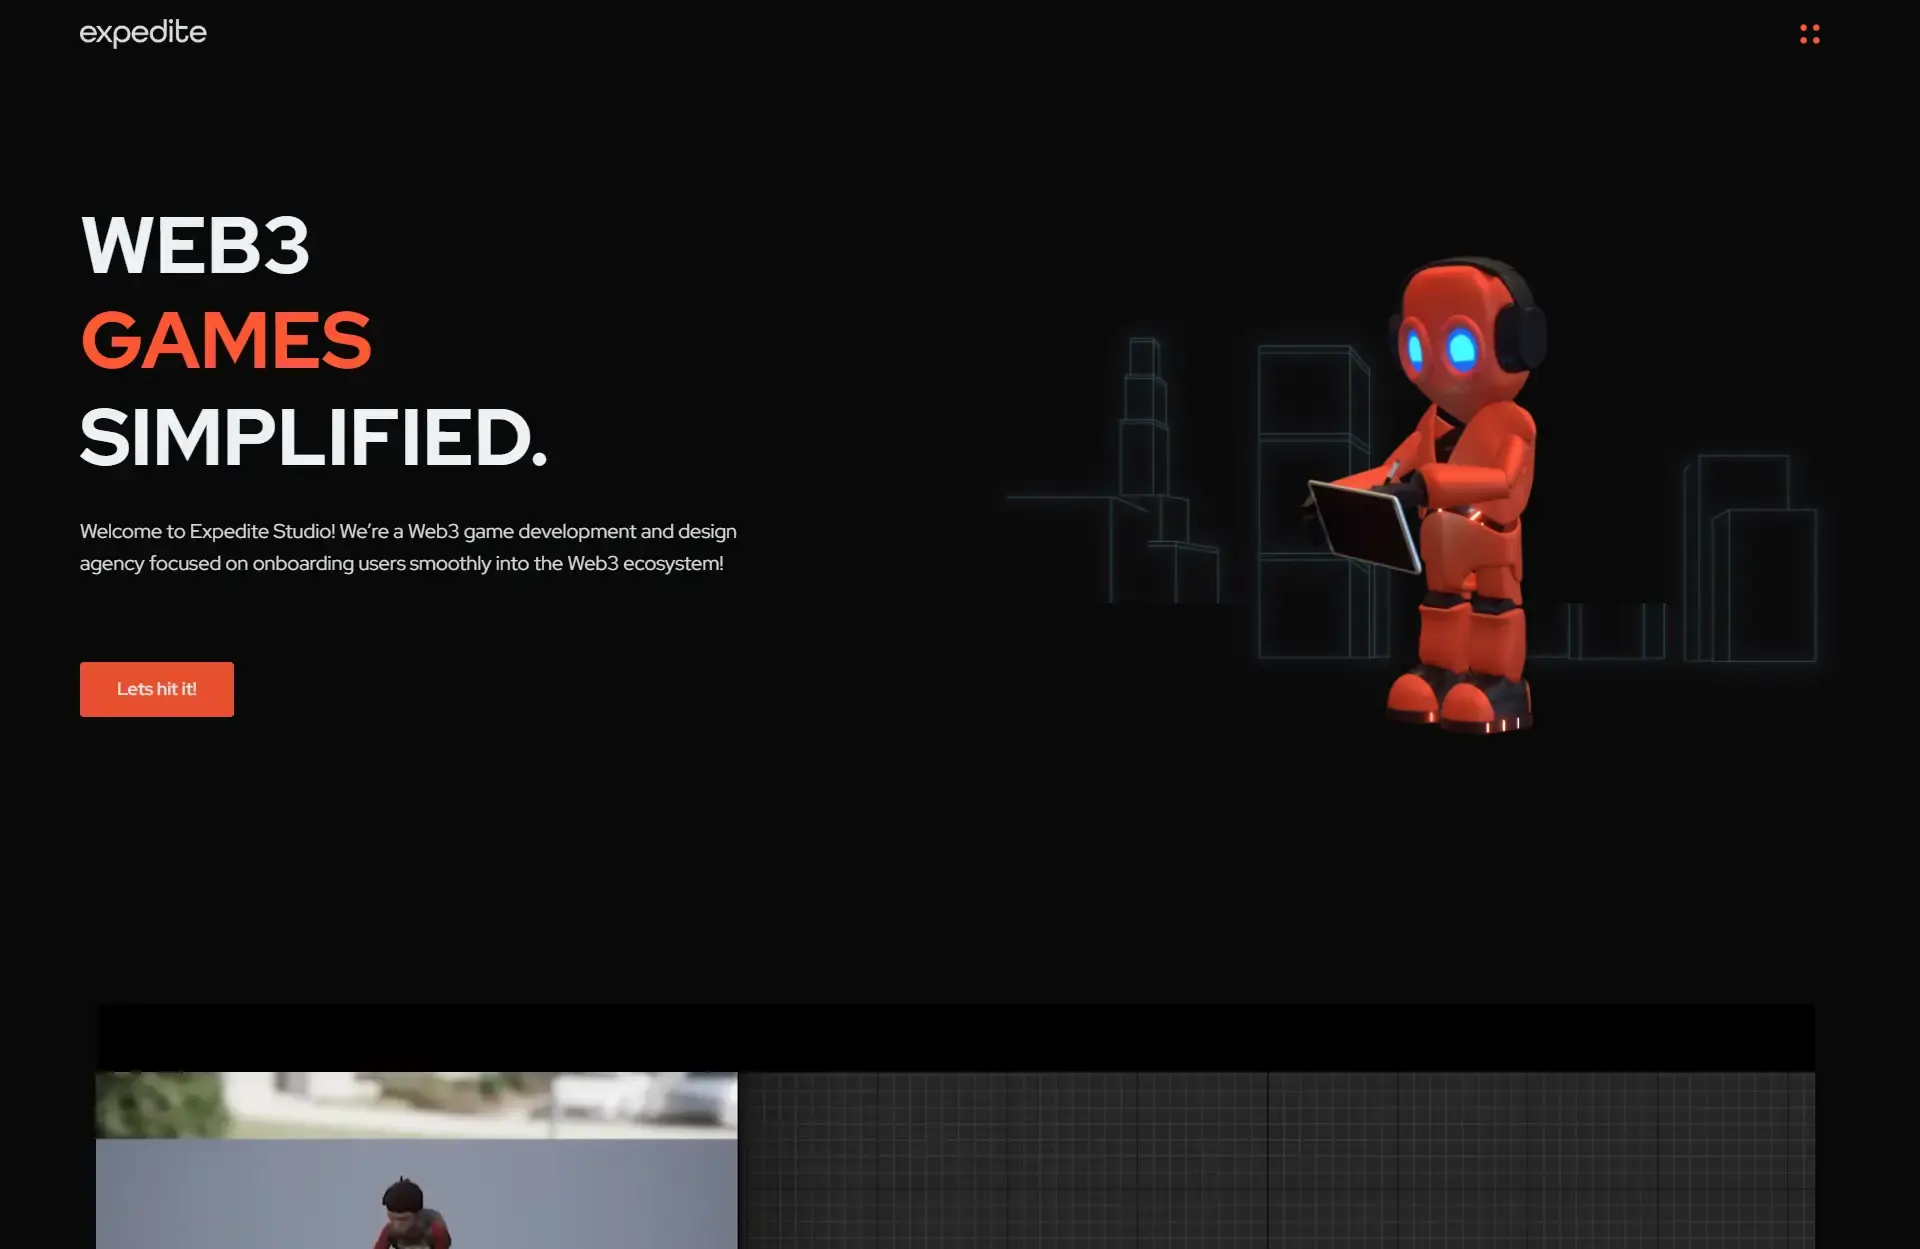 expedite
WEB3
GAMES
SIMPLIFIED.
Welcome to Expedite Studio! We’re a Web3 game development and design
agency focused on onboarding users smoothly into the Web3 ecosystem!
Lets hit it!